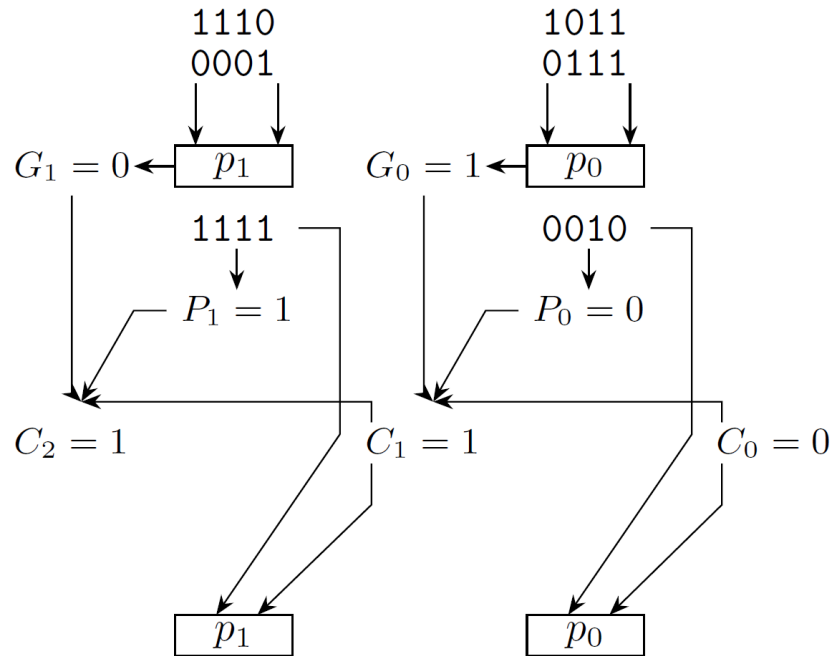 1110 1011
0001 0111
G₁ = 0 p₁ G₀ = 1 p₀
1111 0010
P₁ = 1 P₀ = 0
C₂ = 1 C₁ = 1 C₀ = 0
p₁ p₀